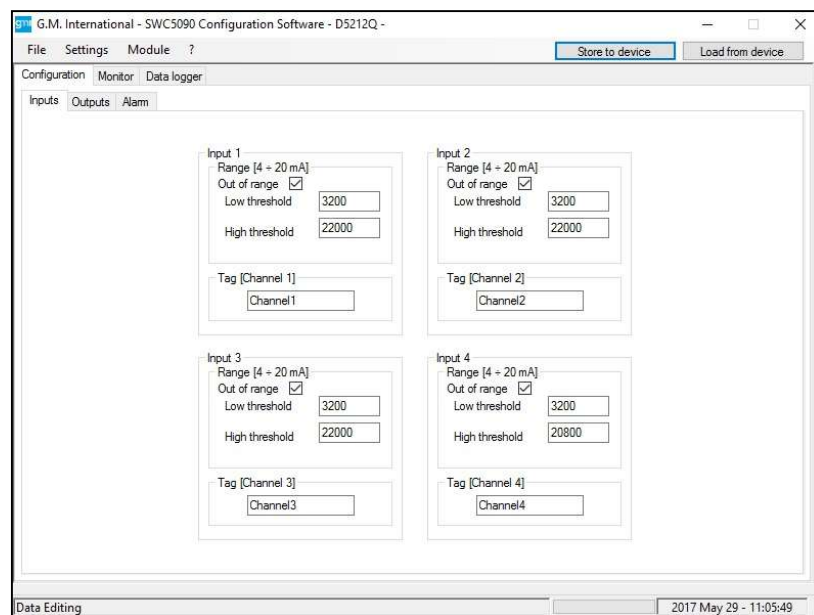 gmi G.M. International - SWC5090 Configuration Software - D5212Q -
File Settings Module ? Store to device Load from device
Configuration Monitor Data logger
Inputs Outputs Alarm
Input 1
Range [4 ÷ 20 mA]
Out of range
Low threshold 3200
High threshold 22000
Tag [Channel 1]
Channel1
Input 2
Range [4 ÷ 20 mA]
Out of range
Low threshold 3200
High threshold 22000
Tag [Channel 2]
Channel2
Input 3
Range [4 ÷ 20 mA]
Out of range
Low threshold 3200
High threshold 22000
Tag [Channel 3]
Channel3
Input 4
Range [4 ÷ 20 mA]
Out of range
Low threshold 3200
High threshold 20800
Tag [Channel 4]
Channel4
Data Editing 2017 May 29 - 11:05:49